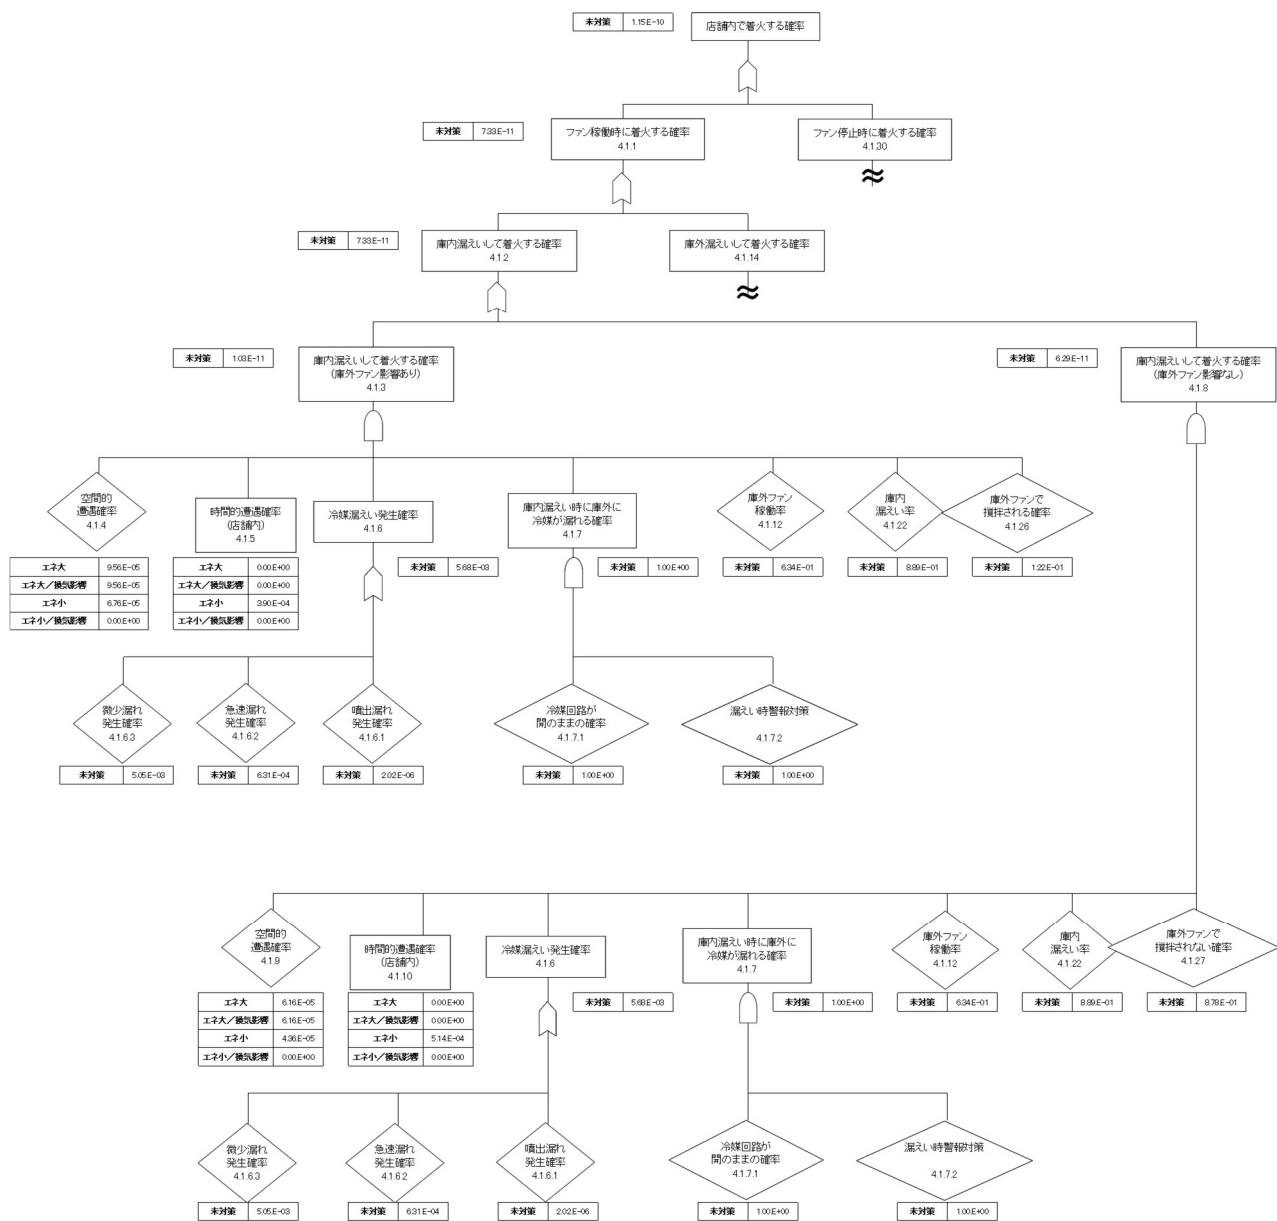 未対策 1.15E-10
店舗内で着火する確率
未対策 7.33E-11
ファン稼働時に着火する確率
4.1.1
ファン停止時に着火する確率
4.1.30
未対策 7.33E-11
庫内漏えいして着火する確率
4.1.2
庫外漏えいして着火する確率
4.1.14
未対策 1.03E-11
庫内漏えいして着火する確率
(庫外ファン影響あり)
4.1.3
未対策 6.29E-11
庫内漏えいして着火する確率
(庫外ファン影響なし)
4.1.8
空間的
遭遇確率
4.1.4
時間的遭遇確率
(店舗内)
4.1.5
冷媒漏えい発生確率
4.1.6
庫内漏えい時に庫外に
冷媒が漏れる確率
4.1.7
庫外ファン
稼働率
4.1.12
庫内
漏えい率
4.1.22
庫外ファンで
撹拌される確率
4.1.26
エネ大 9.56E-05
エネ大/換気影響 9.56E-05
エネ小 6.76E-05
エネ小/換気影響 0.00E+00
エネ大 0.00E+00
エネ大/換気影響 0.00E+00
エネ小 3.90E-04
エネ小/換気影響 0.00E+00
未対策 5.68E-03
未対策 1.00E+00
未対策 6.34E-01
未対策 8.89E-01
未対策 1.22E-01
微少漏れ
発生確率
4.1.6.3
急速漏れ
発生確率
4.1.6.2
噴出漏れ
発生確率
4.1.6.1
冷媒回路が
開のままの確率
4.1.7.1
漏えい時警報対策
4.1.7.2
未対策 5.05E-03
未対策 6.31E-04
未対策 2.02E-06
未対策 1.00E+00
未対策 1.00E+00
空間的
遭遇確率
4.1.9
時間的遭遇確率
(店舗内)
4.1.10
冷媒漏えい発生確率
4.1.6
庫内漏えい時に庫外に
冷媒が漏れる確率
4.1.7
庫外ファン
稼働率
4.1.12
庫内
漏えい率
4.1.22
庫外ファンで
撹拌されない確率
4.1.27
エネ大 6.16E-05
エネ大/換気影響 6.16E-05
エネ小 4.36E-05
エネ小/換気影響 0.00E+00
エネ大 0.00E+00
エネ大/換気影響 0.00E+00
エネ小 5.14E-04
エネ小/換気影響 0.00E+00
未対策 5.68E-03
未対策 1.00E+00
未対策 6.34E-01
未対策 8.89E-01
未対策 8.78E-01
微少漏れ
発生確率
4.1.6.3
急速漏れ
発生確率
4.1.6.2
噴出漏れ
発生確率
4.1.6.1
冷媒回路が
開のままの確率
4.1.7.1
漏えい時警報対策
4.1.7.2
未対策 5.05E-03
未対策 6.31E-04
未対策 2.02E-06
未対策 1.00E+00
未対策 1.00E+00